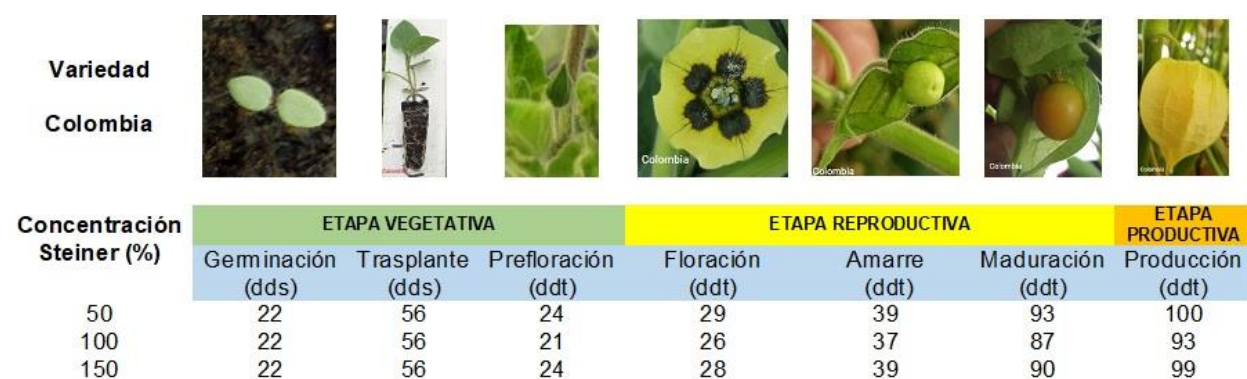 Variedad
Colombia
Colombia
Colombia
Colombia
Colombia
Colombia
Concentración
Steiner (%)
ETAPA VEGETATIVA
ETAPA REPRODUCTIVA
ETAPA
PRODUCTIVA
Germinación Trasplante Prefloración Floración Amarre Maduración Producción
(dds) (dds) (ddt) (ddt) (ddt) (ddt) (ddt)
50 22 56 24 29 39 93 100
100 22 56 21 26 37 87 93
150 22 56 24 28 39 90 99